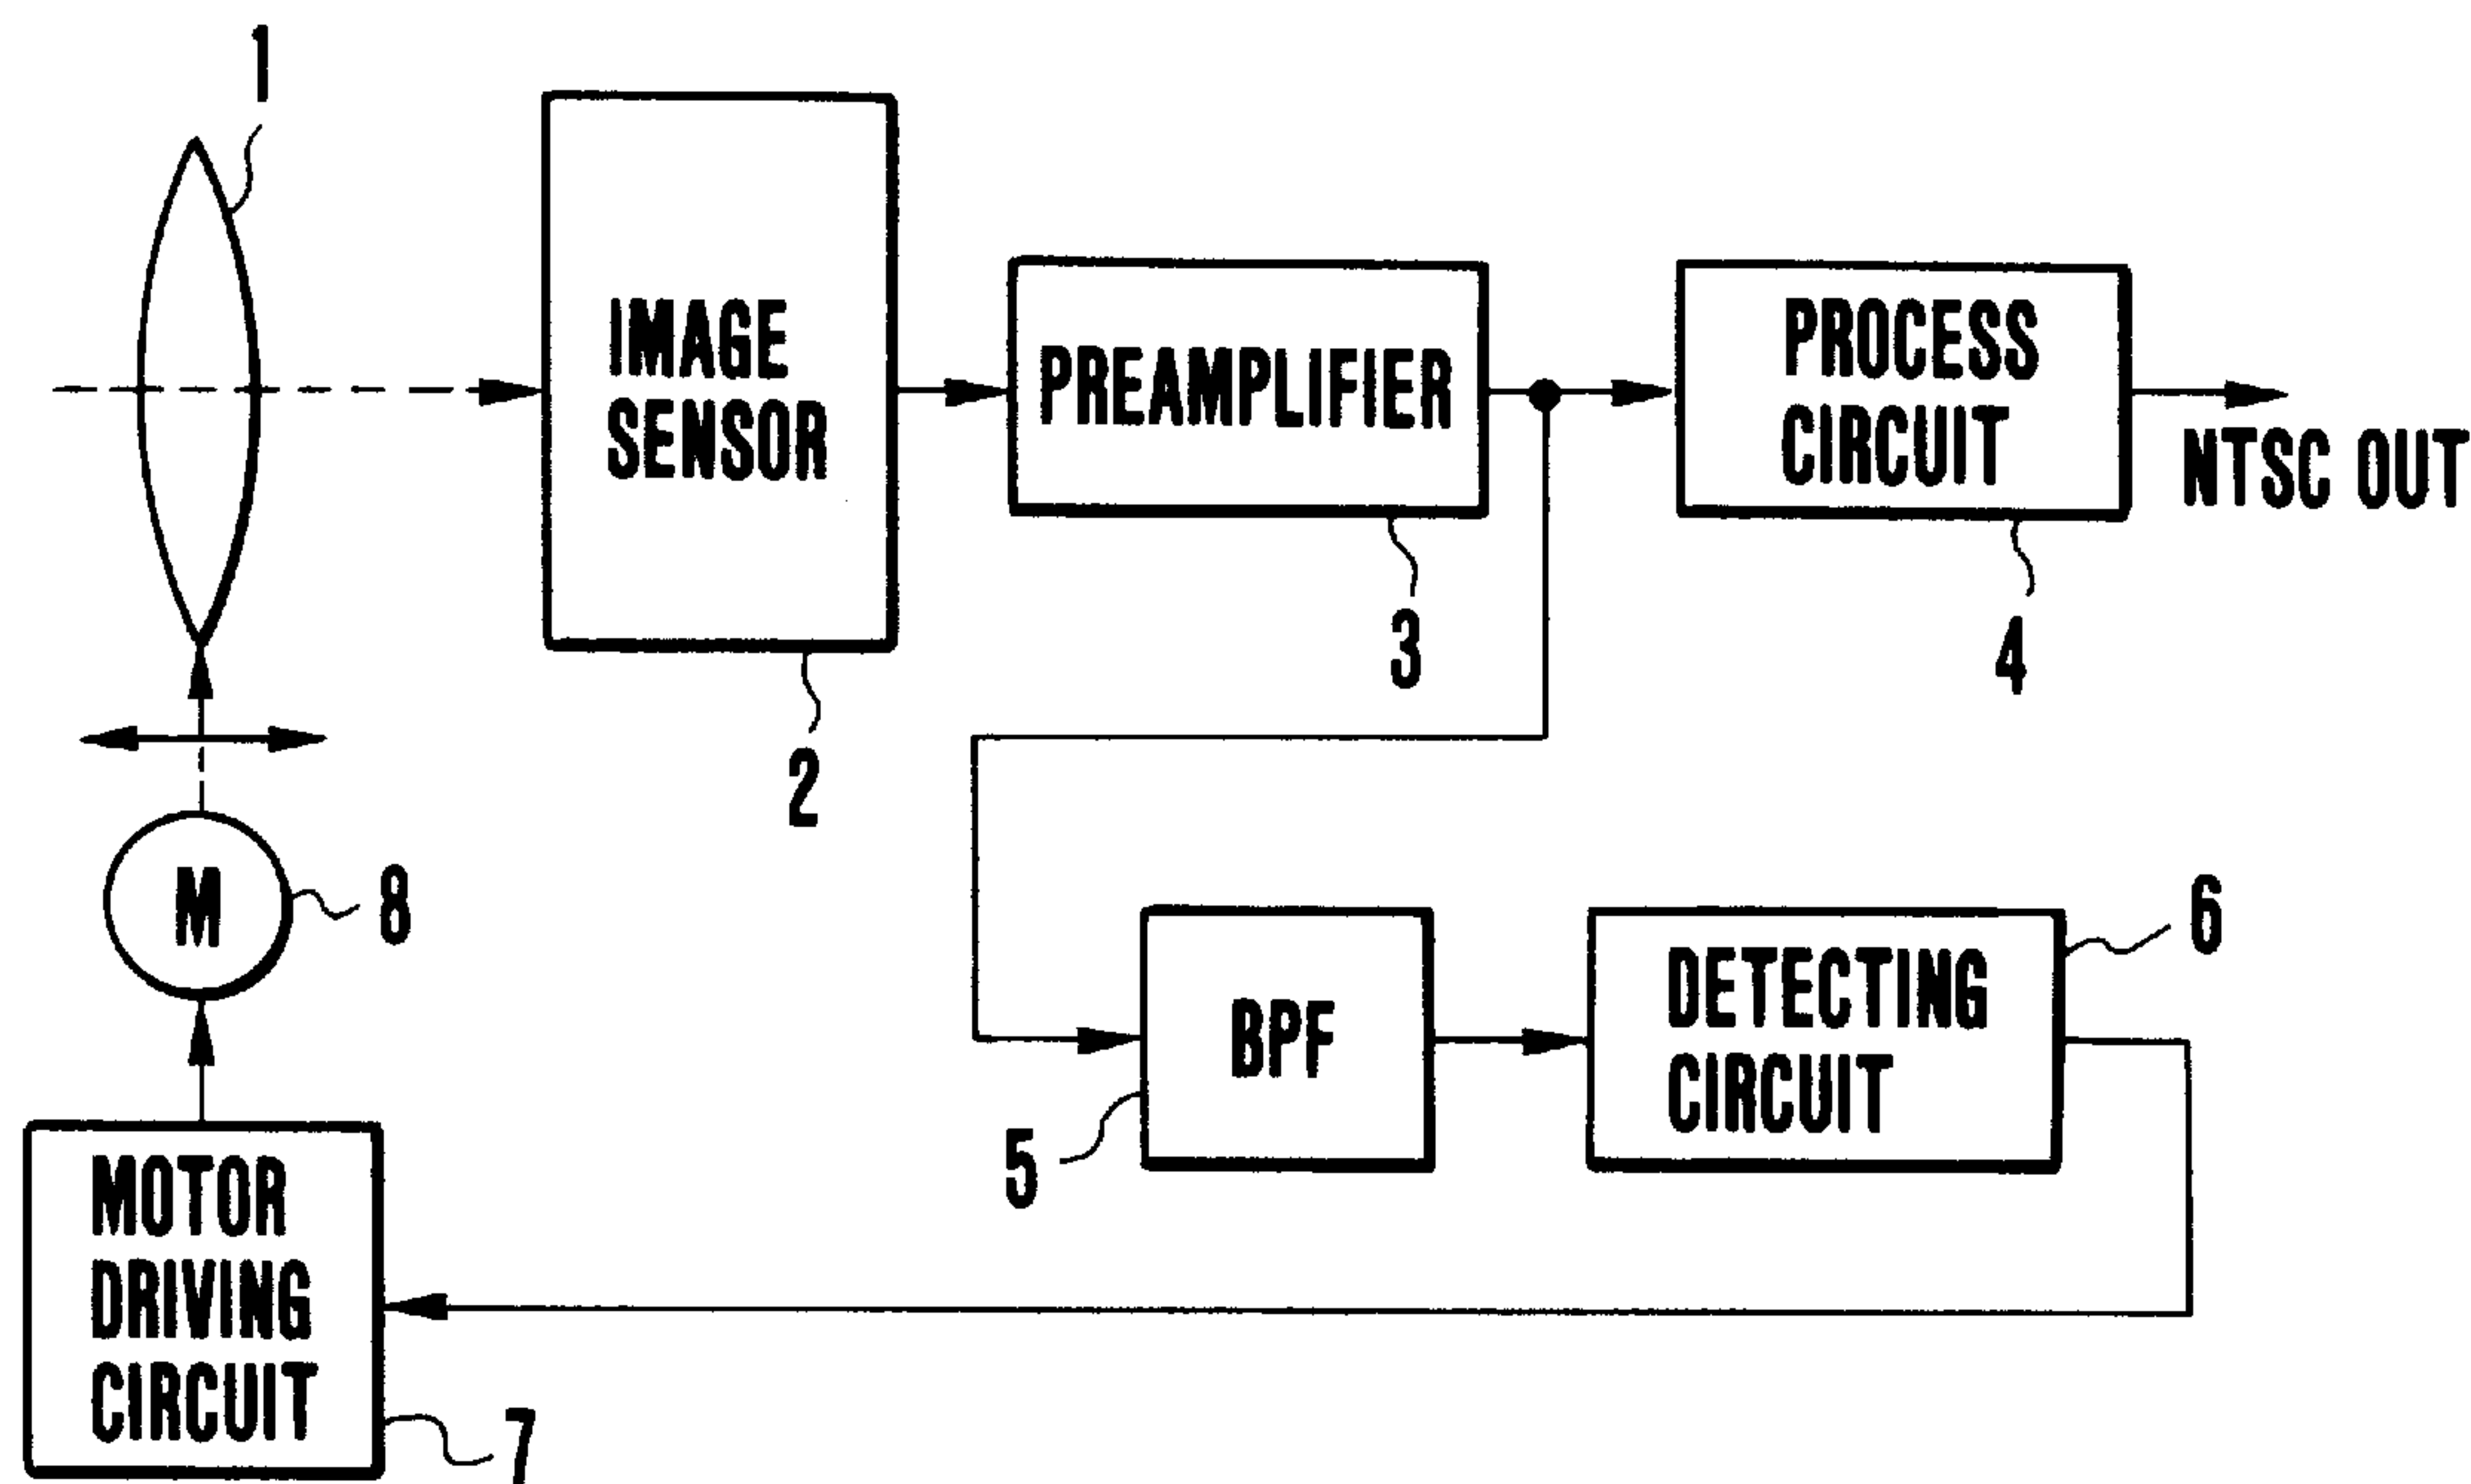 1
IMAGE
SENSOR
PREAMPLIFIER
PROCESS
CIRCUIT
NTSC OUT
3
4
2
M
8
6
BPF
DETECTING
CIRCUIT
5
MOTOR
DRIVING
CIRCUIT
7